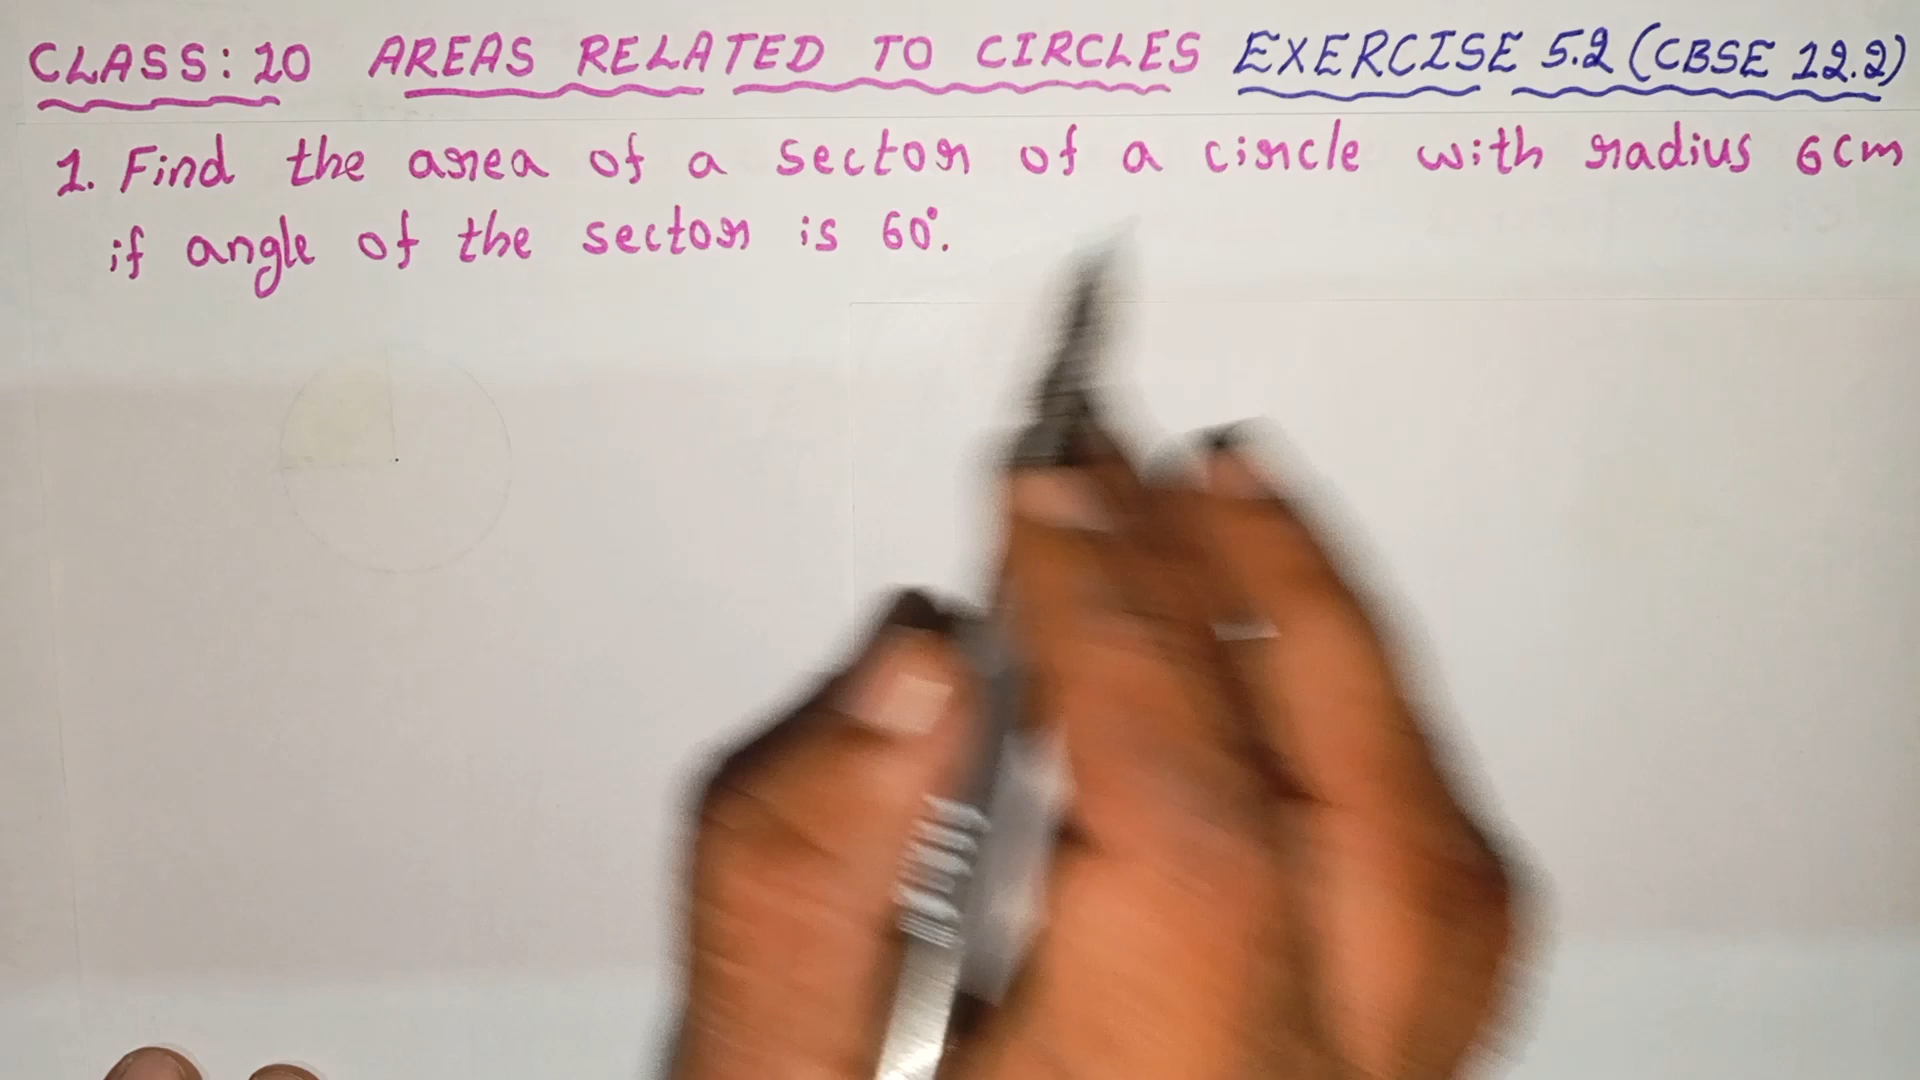 CLASS: 10 AREAS RELATED TO CIRCLES EXERCISE 5.2 (CBSE 12.2)
1. Find the area of a sector of a circle with radius 6cm
if angle of the sector is 60°.